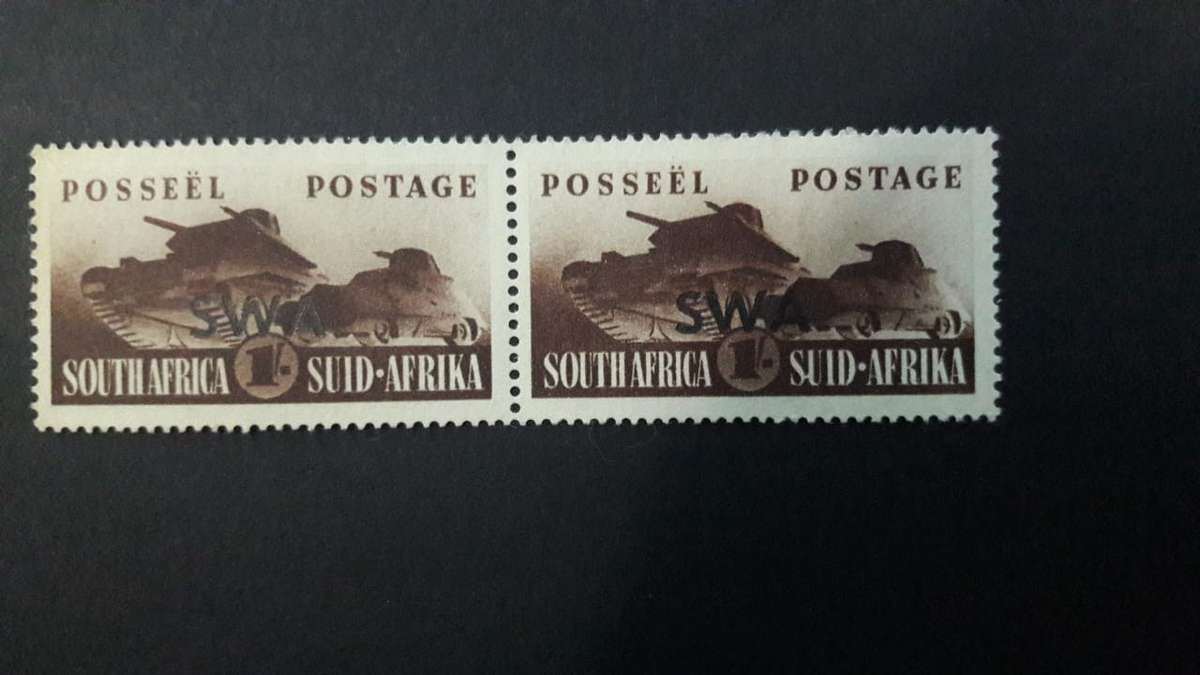 POSSEËL POSTAGE
SWA
SOUTH AFRICA 1/- SUID·AFRIKA
POSSEËL POSTAGE
SWA
SOUTH AFRICA 1/- SUID·AFRIKA